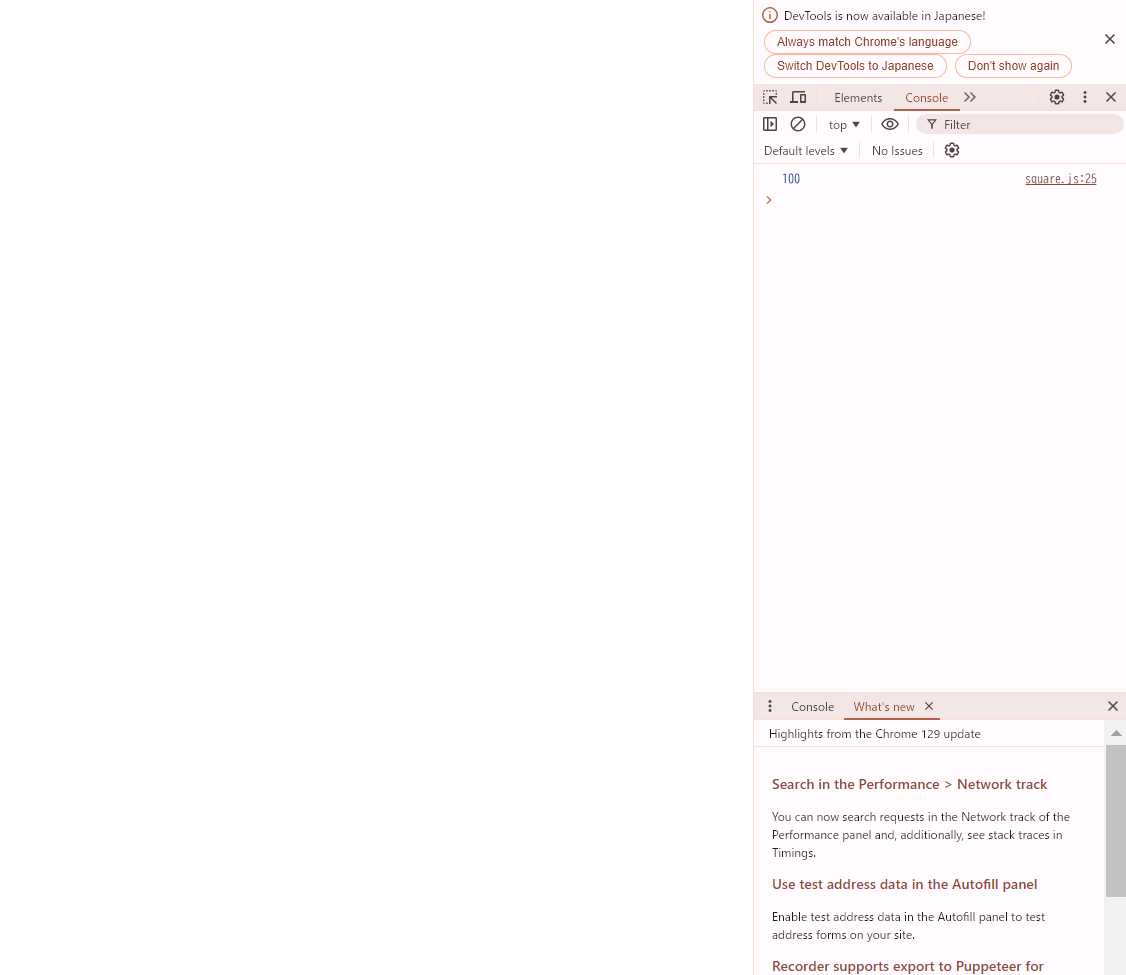 DevTools is now available in Japanese!
Always match Chrome's language
Switch DevTools to Japanese Don't show again
Elements Console
top Filter
Default levels No Issues
100 square.js:25
Console What's new
Highlights from the Chrome 129 update
Search in the Performance > Network track
You can now search requests in the Network track of the
Performance panel and, additionally, see stack traces in
Timings.
Use test address data in the Autofill panel
Enable test address data in the Autofill panel to test
address forms on your site.
Recorder supports export to Puppeteer for